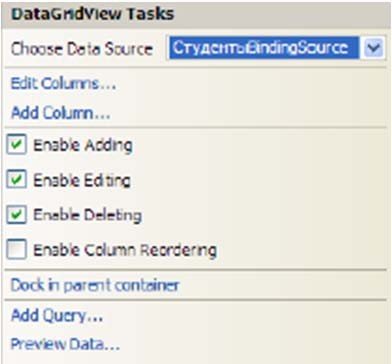 DataGridView Tasks
Choose Data Source СтудентыBindingSource
Edit Columns...
Add Column...
Enable Adding
Enable Editing
Enable Deleting
Enable Column Reordering
Dock in parent container
Add Query...
Preview Data...